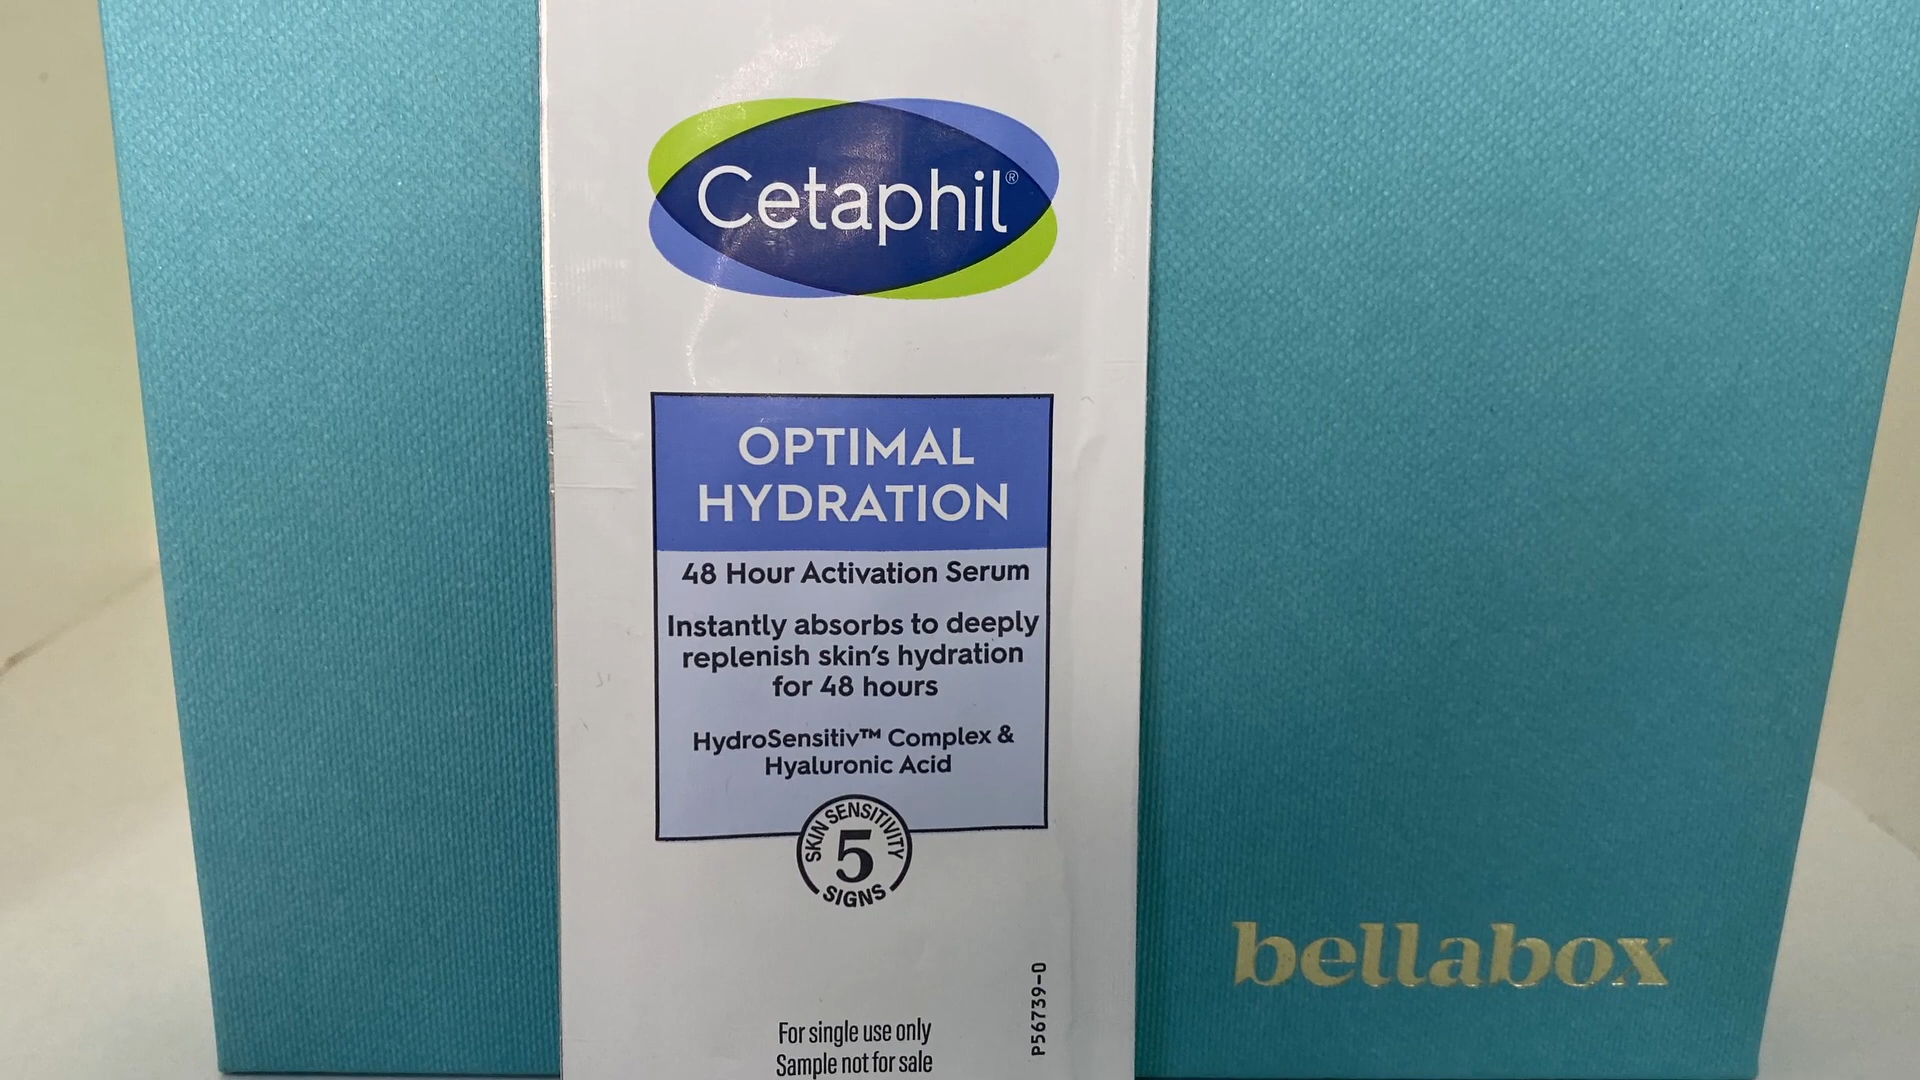 Cetaphil®
OPTIMAL
HYDRATION
48 Hour Activation Serum
Instantly absorbs to deeply
replenish skin's hydration
for 48 hours
HydroSensitiv™ Complex &
Hyaluronic Acid
SKIN SENSITIVITY
5
SIGNS
P56739-0
For single use only
Sample not for sale
bellabox